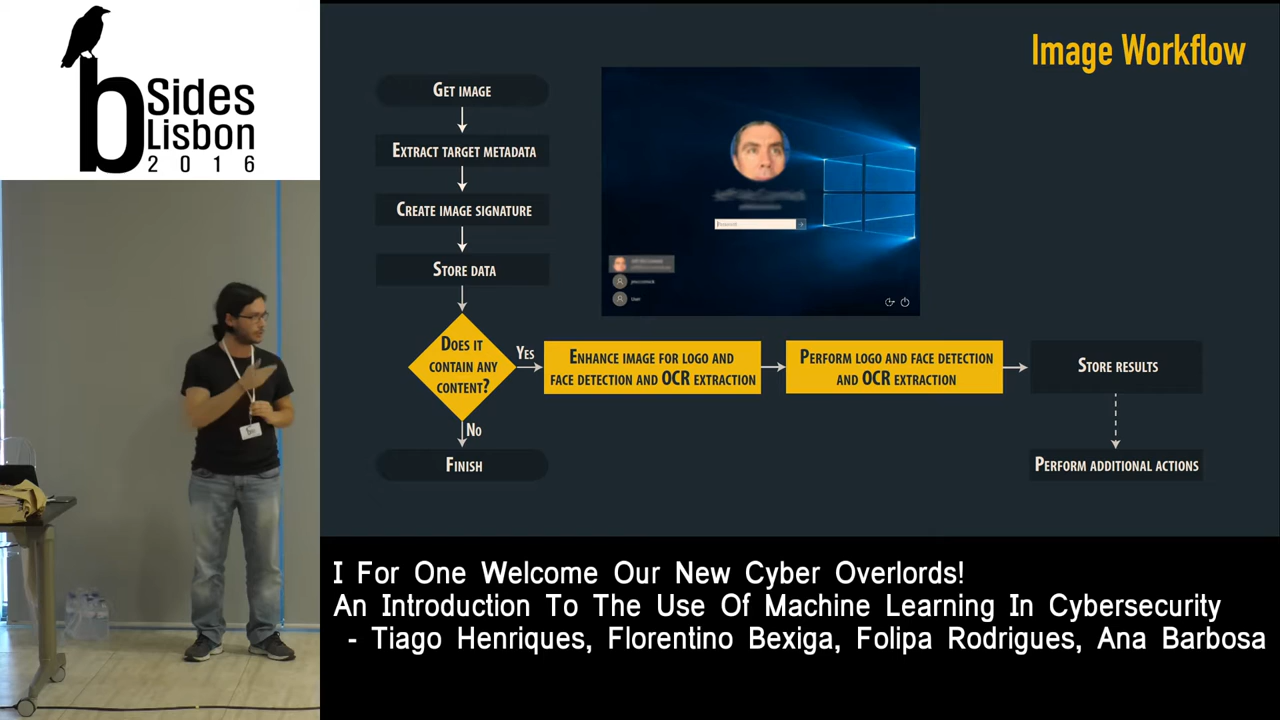 b
Sides
Lisbon
2016
Image Workflow
GET IMAGE
EXTRACT TARGET METADATA
CREATE IMAGE SIGNATURE
STORE DATA
DOES IT
CONTAIN ANY
CONTENT?
YES
ENHANCE IMAGE FOR LOGO AND
FACE DETECTION AND OCR EXTRACTION
PERFORM LOGO AND FACE DETECTION
AND OCR EXTRACTION
STORE RESULTS
NO
FINISH
PERFORM ADDITIONAL ACTIONS
User
I For One Welcome Our New Cyber Overlords!
An Introduction To The Use Of Machine Learning In Cybersecurity
- Tiago Henriques, Florentino Bexiga, Folipa Rodrigues, Ana Barbosa